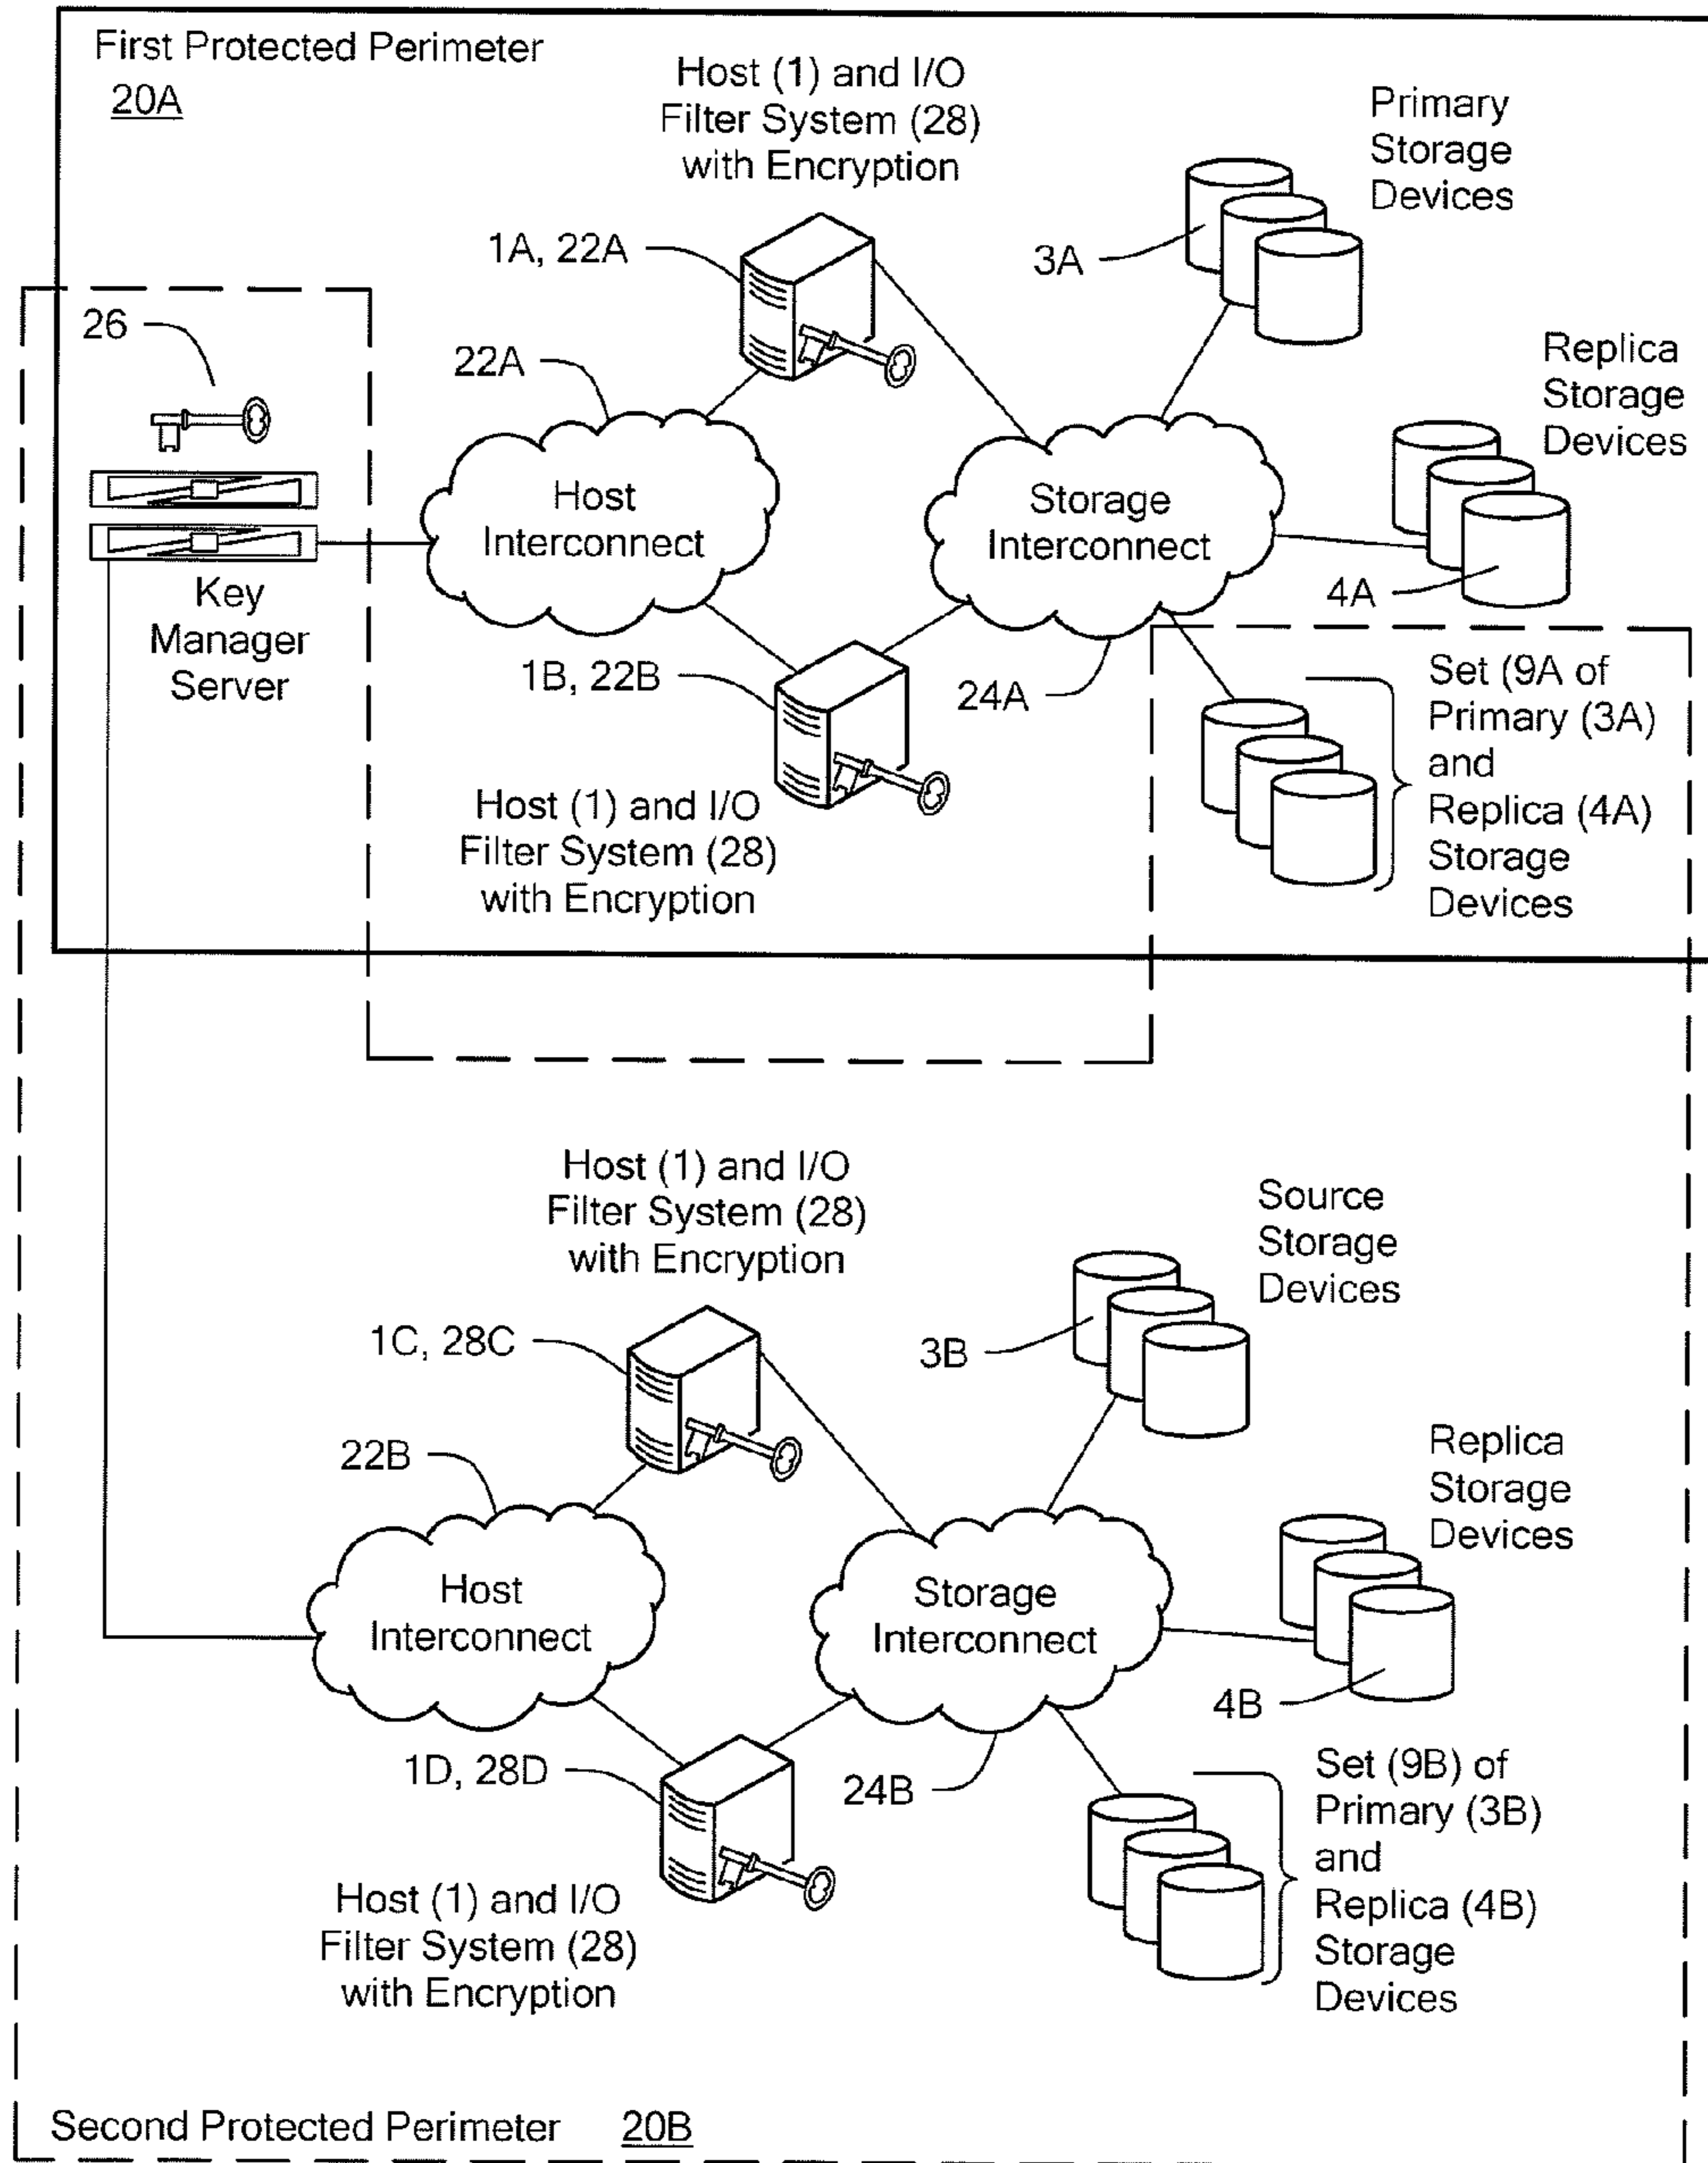 First Protected Perimeter
20A
Host (1) and I/O
Filter System (28)
with Encryption
Primary
Storage
Devices
1A, 22A
3A
26
22A
Replica
Storage
Devices
Host
Interconnect
Storage
Interconnect
4A
Key
Manager
Server
1B, 22B
24A
Set (9A of
Primary (3A)
and
Replica (4A)
Storage
Devices
Host (1) and I/O
Filter System (28)
with Encryption
Host (1) and I/O
Filter System (28)
with Encryption
Source
Storage
Devices
1C, 28C
3B
22B
Replica
Storage
Devices
Host
Interconnect
Storage
Interconnect
4B
1D, 28D
24B
Set (9B) of
Primary (3B)
and
Replica (4B)
Storage
Devices
Host (1) and I/O
Filter System (28)
with Encryption
Second Protected Perimeter 20B